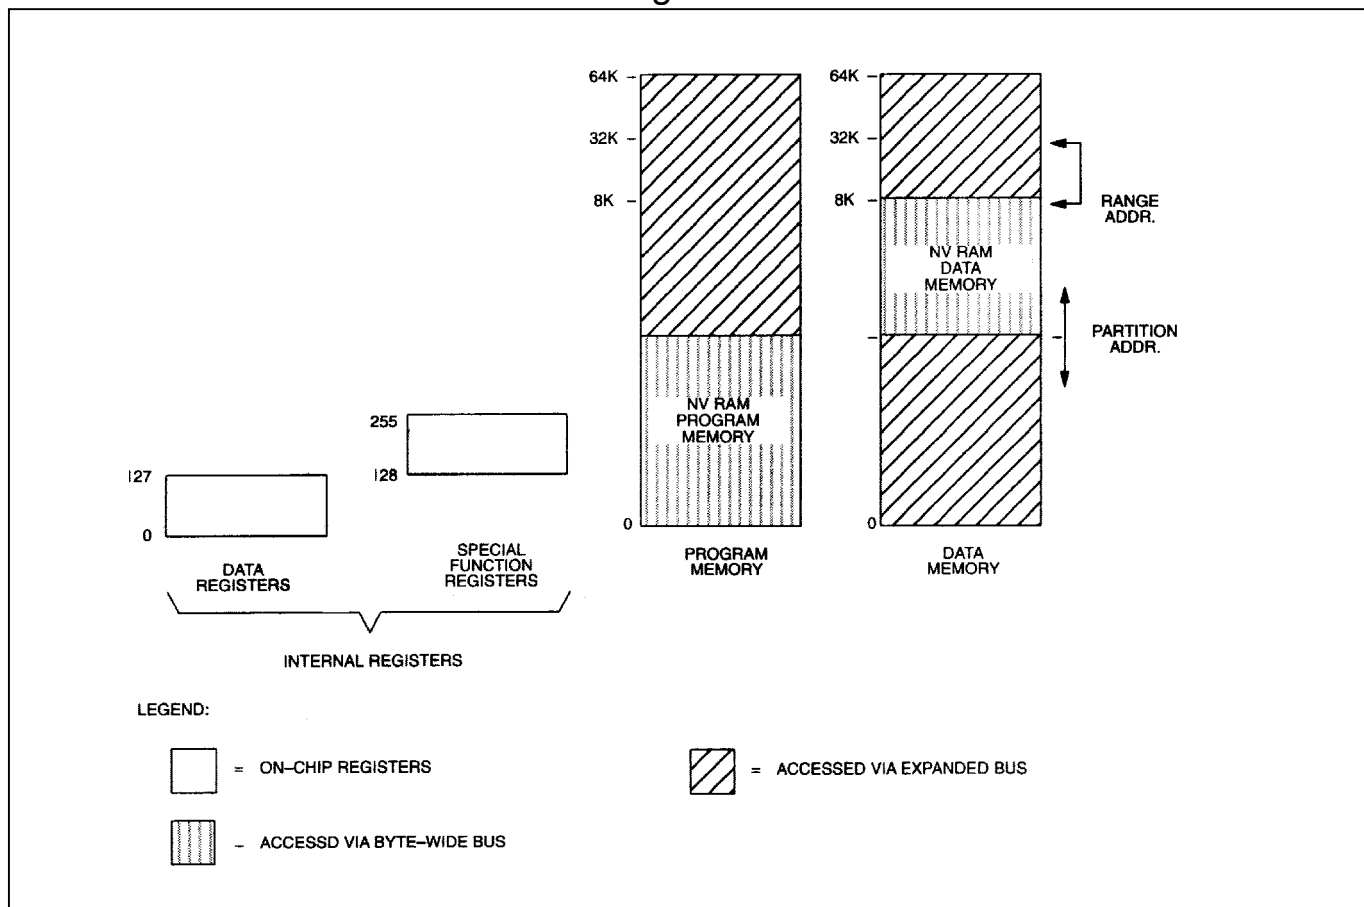 64K
32K
8K
0
NV RAM
PROGRAM
MEMORY
PROGRAM
MEMORY
64K
32K
8K
0
NV RAM
DATA
MEMORY
DATA
MEMORY
RANGE
ADDR.
PARTITION
ADDR.
127
0
DATA
REGISTERS
255
128
SPECIAL
FUNCTION
REGISTERS
INTERNAL REGISTERS
LEGEND:
= ON–CHIP REGISTERS
= ACCESSED VIA EXPANDED BUS
– ACCESSD VIA BYTE–WIDE BUS